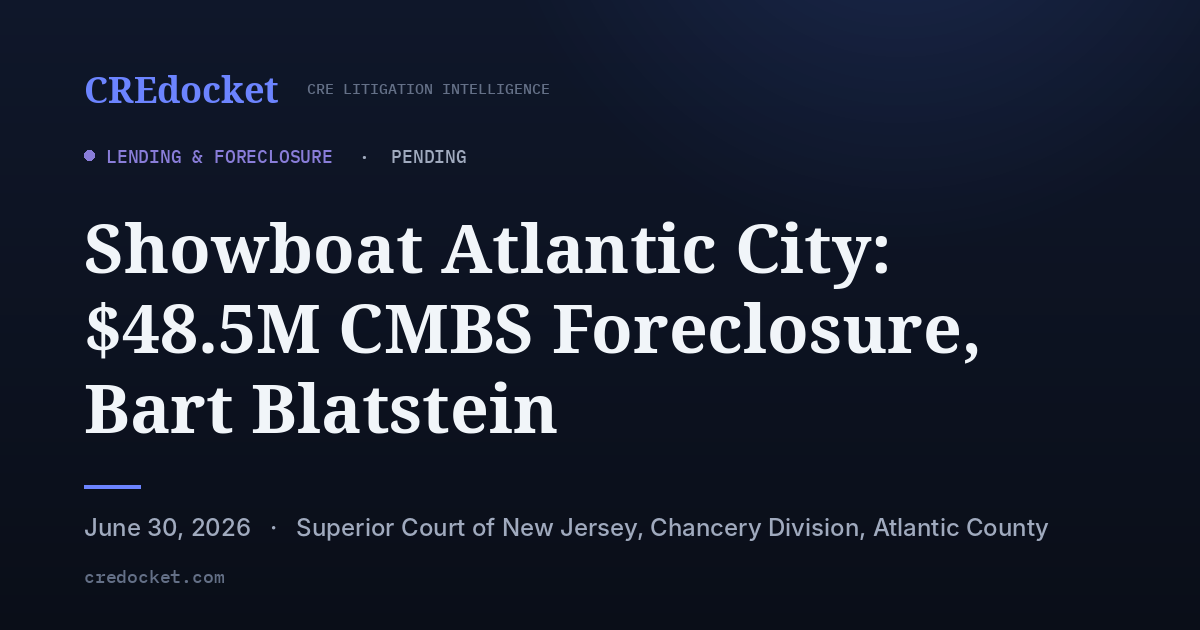 CREdocket CRE LITIGATION INTELLIGENCE
LENDING & FORECLOSURE · PENDING
Showboat Atlantic City:
$48.5M CMBS Foreclosure,
Bart Blatstein
June 30, 2026 · Superior Court of New Jersey, Chancery Division, Atlantic County
credocket.com